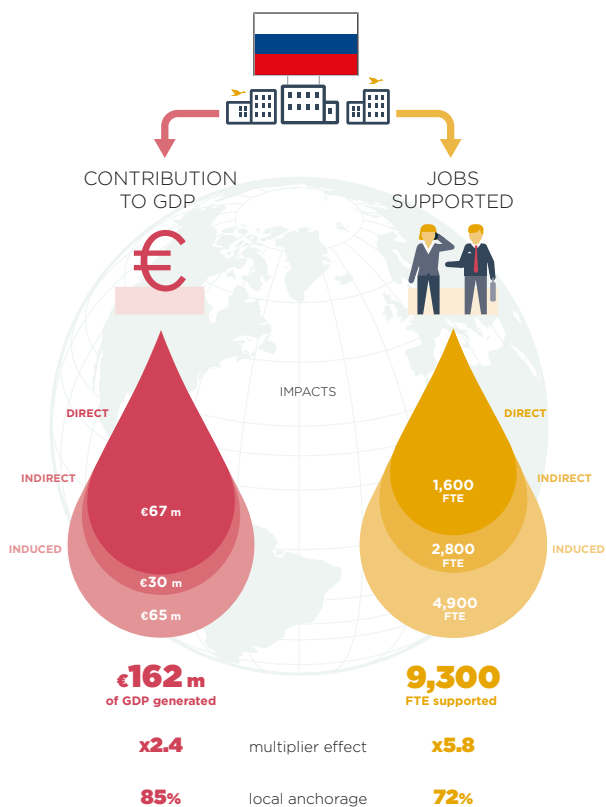 CONTRIBUTION
TO GDP
JOBS
SUPPORTED
€
IMPACTS
DIRECT
DIRECT
INDIRECT
INDIRECT
€67 m
1,600
FTE
INDUCED
INDUCED
€30 m
2,800
FTE
€65 m
4,900
FTE
€162 m
of GDP generated
9,300
FTE supported
x2.4
multiplier effect
x5.8
85%
local anchorage
72%